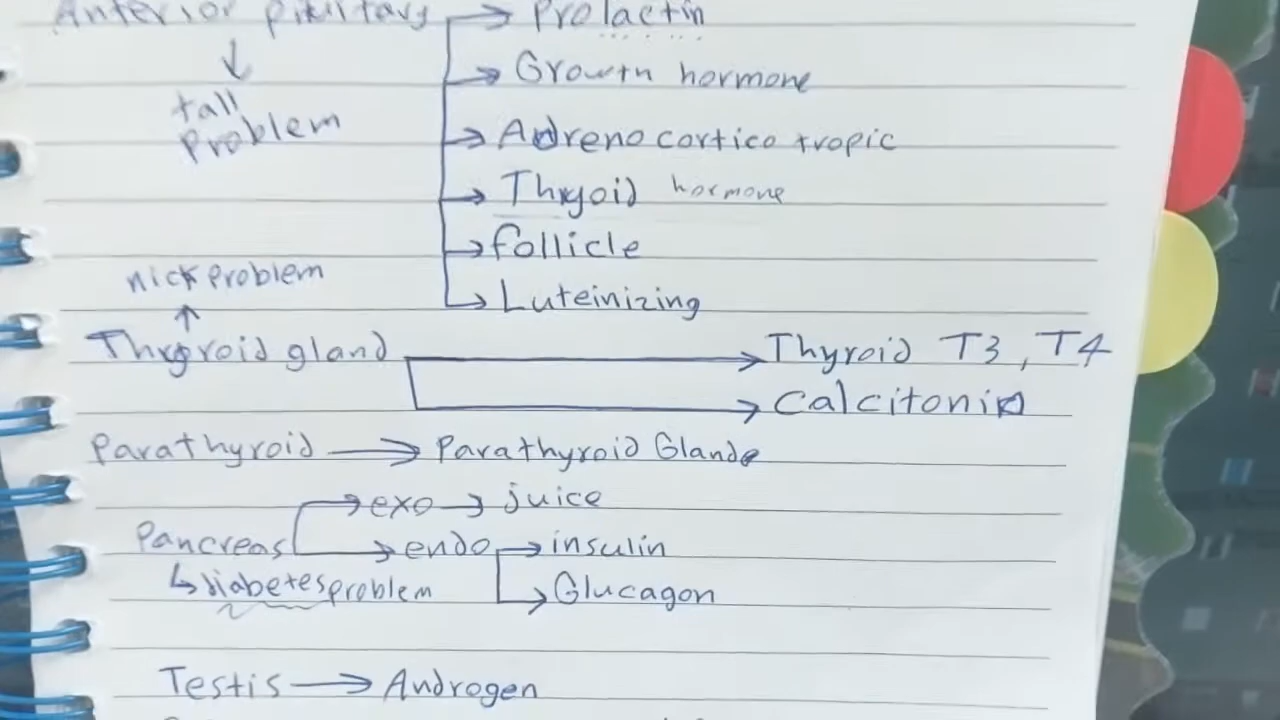 Anterior pituitary → Prolactin
↓
tall
Problem
→ Growth hormone
→ Adreno cortico tropic
→ Thyoid hormone
→ follicle
→ Luteinizing
nick problem
↑
Thyroid gland → Thyroid T3, T4
→ Calcitonin
Parathyroid → Parathyroid Glande
Pancreas → exo → juice
→ endo → insulin
↳ diabetes problem
→ Glucagon
Testis → Androgen